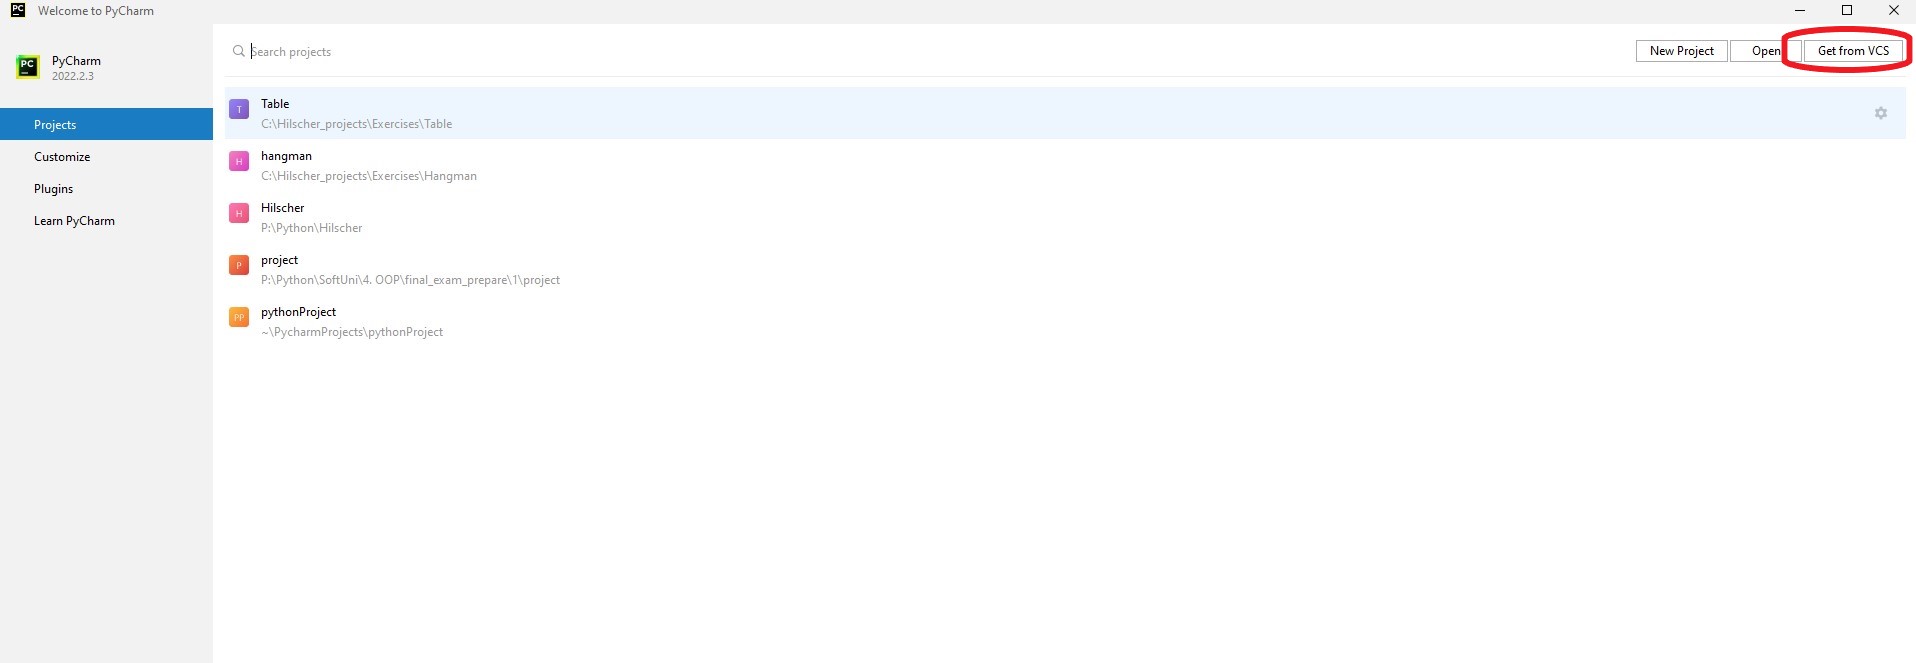 PC Welcome to PyCharm
PC PyCharm
2022.2.3
Projects
Customize
Plugins
Learn PyCharm
Search projects
New Project Open Get from VCS
T Table
C:\Hilscher_projects\Exercises\Table
H hangman
C:\Hilscher_projects\Exercises\Hangman
H Hilscher
P:\Python\Hilscher
P project
P:\Python\SoftUni\4. OOP\final_exam_prepare\1\project
PP pythonProject
~\PycharmProjects\pythonProject